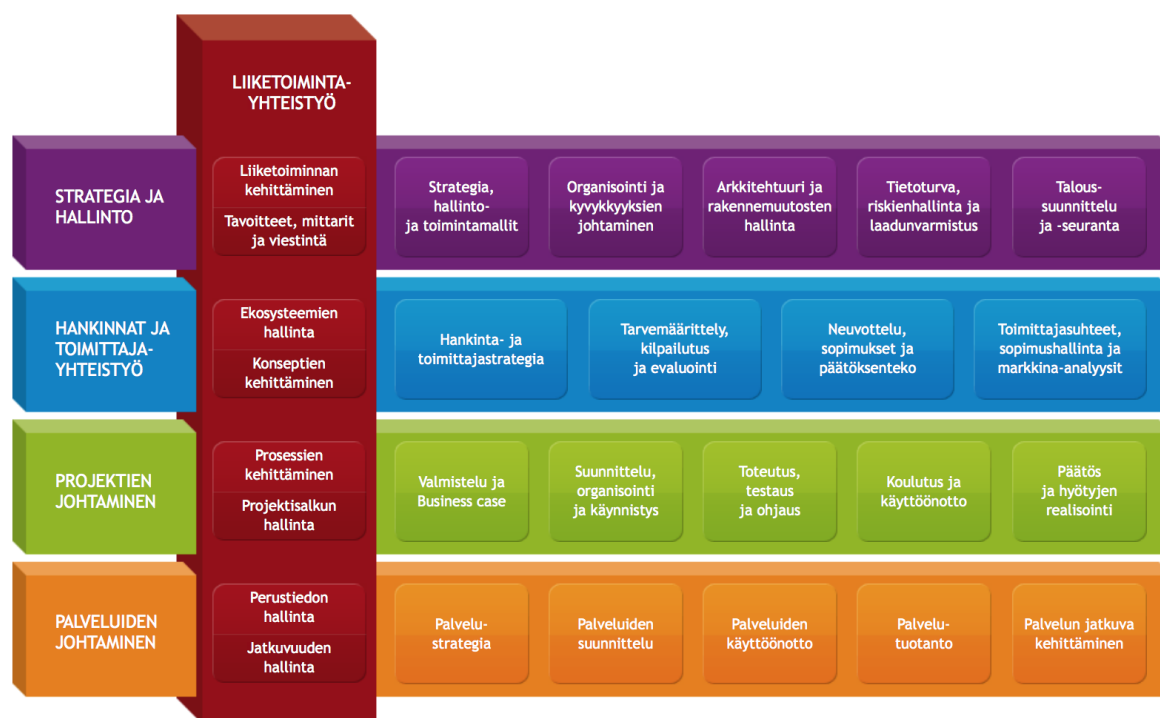 LIIKETOIMINTA-
YHTEISTYÖ
STRATEGIA JA
HALLINTO
Liiketoiminnan
kehittäminen
Tavoitteet, mittarit
ja viestintä
Strategia,
hallinto-
ja toimintamallit
Organisointi ja
kyvykkyyksien
johtaminen
Arkkitehtuuri ja
rakennemuutosten
hallinta
Tietoturva,
riskienhallinta ja
laadunvarmistus
Talous-
suunnittelu
ja -seuranta
HANKINNAT JA
TOIMITTAJA-
YHTEISTYÖ
Ekosysteemien
hallinta
Konseptien
kehittäminen
Hankinta- ja
toimittajastrategia
Tarvemäärittely,
kilpailutus
ja evaluointi
Neuvottelu,
sopimukset ja
päätöksenteko
Toimittajasuhteet,
sopimushallinta ja
markkina-analyysit
PROJEKTIEN
JOHTAMINEN
Prosessien
kehittäminen
Projektisalkun
hallinta
Valmistelu ja
Business case
Suunnittelu,
organisointi
ja käynnistys
Toteutus,
testaus
ja ohjaus
Koulutus ja
käyttöönotto
Päätös
ja hyötyjen
realisointi
PALVELUIDEN
JOHTAMINEN
Perustiedon
hallinta
Jatkuvuuden
hallinta
Palvelu-
strategia
Palveluiden
suunnittelu
Palveluiden
käyttöönotto
Palvelu-
tuotanto
Palvelun jatkuva
kehittäminen